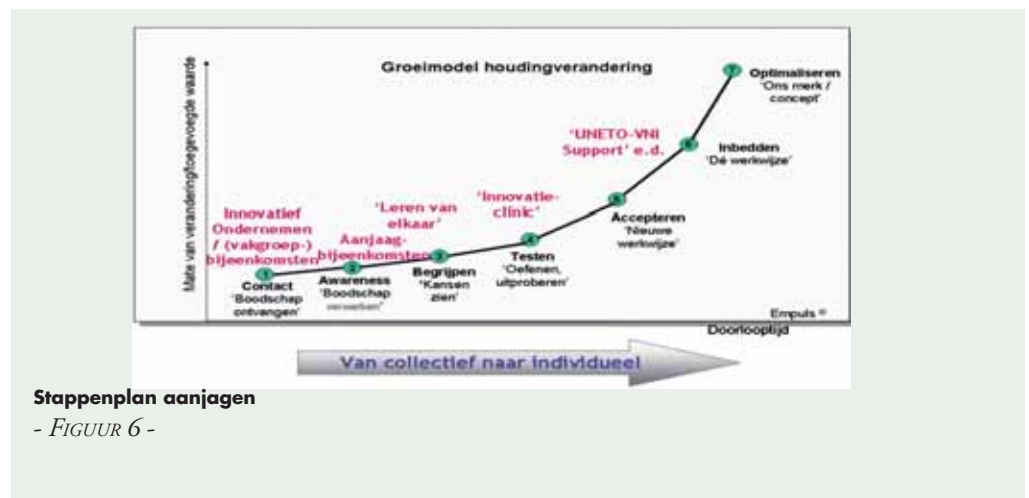 Groeimodel houdingverandering
Mate van verandering/toegevoegde waarde
Innovatief
Ondernemen
/ (vakgroep-)
bijeenkomsten
Aanjaag-
bijeenkomsten
'Leren van
elkaar'
'Innovatie-
clinic'
'UNETO-VNI
Support' e.d.
1
Contact
'Boodschap
ontvangen'
2
Awareness
'Boodschap
verwerken'
3
Begrijpen
'Kansen
zien'
4
Testen
'Oefenen,
uitproberen'
5
Accepteren
'Nieuwe
werkwijze'
6
Inbedden
'Dé werkwijze'
7
Optimaliseren
'Ons merk /
concept'
Empuls ®
Doorlooptijd
Van collectief naar individueel
Stappenplan aanjagen
- FIGUUR 6 -